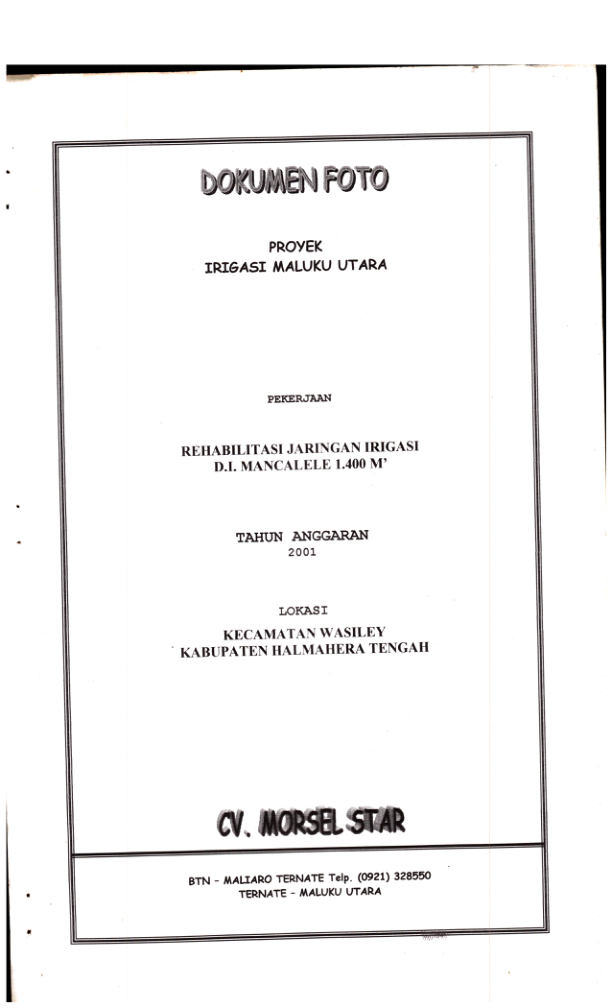 DOKUMEN FOTO
PROYEK
IRIGASI MALUKU UTARA
PEKERJAAN
REHABILITASI JARINGAN IRIGASI
D.I. MANCALELE 1.400 M’
TAHUN ANGGARAN
2001
LOKASI
KECAMATAN WASILEY
KABUPATEN HALMAHERA TENGAH
CV. MORSEL STAR
BTN - MALIARO TERNATE Telp. (0921) 328550
TERNATE - MALUKU UTARA